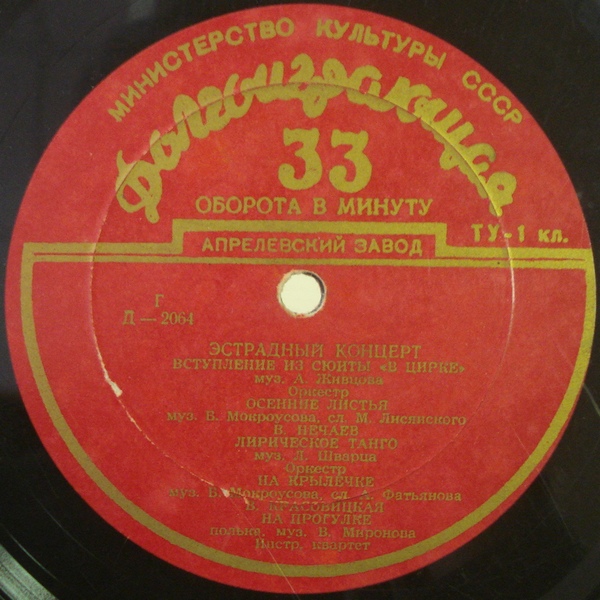 МИНИСТЕРСТВО КУЛЬТУРЫ СССР
Долгоиграющая
33
ОБОРОТА В МИНУТУ
ТУ-1 кл.
АПРЕЛЕВСКИЙ ЗАВОД
Г
Д — 2064
ЭСТРАДНЫЙ КОНЦЕРТ
ВСТУПЛЕНИЕ ИЗ СЮИТЫ «В ЦИРКЕ»
муз. А. Живцова
Оркестр
ОСЕННИЕ ЛИСТЬЯ
муз. Б. Мокроусова, сл. М. Лисянского
В. НЕЧАЕВ
ЛИРИЧЕСКОЕ ТАНГО
муз. Л. Шварца
Оркестр
НА КРЫЛЕЧКЕ
муз. Б. Мокроусова, сл. А. Фатьянова
В. КРАСОВИЦКАЯ
НА ПРОГУЛКЕ
полька, муз. В. Миронова
Инстр. квартет